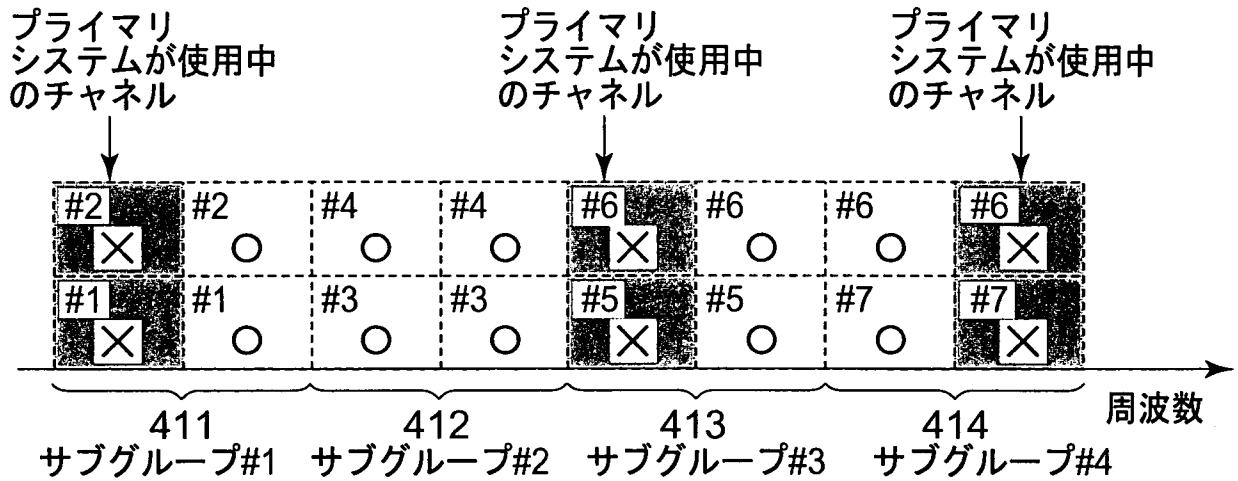 プライマリ
システムが使用中
のチャネル
プライマリ
システムが使用中
のチャネル
プライマリ
システムが使用中
のチャネル
#2 #2 #4 #4 #6 #6 #6 #6
× ○ ○ ○ × ○ ○ ×
#1 #1 #3 #3 #5 #5 #7 #7
× ○ ○ ○ × ○ ○ ×
周波数
411
サブグループ#1
412
サブグループ#2
413
サブグループ#3
414
サブグループ#4